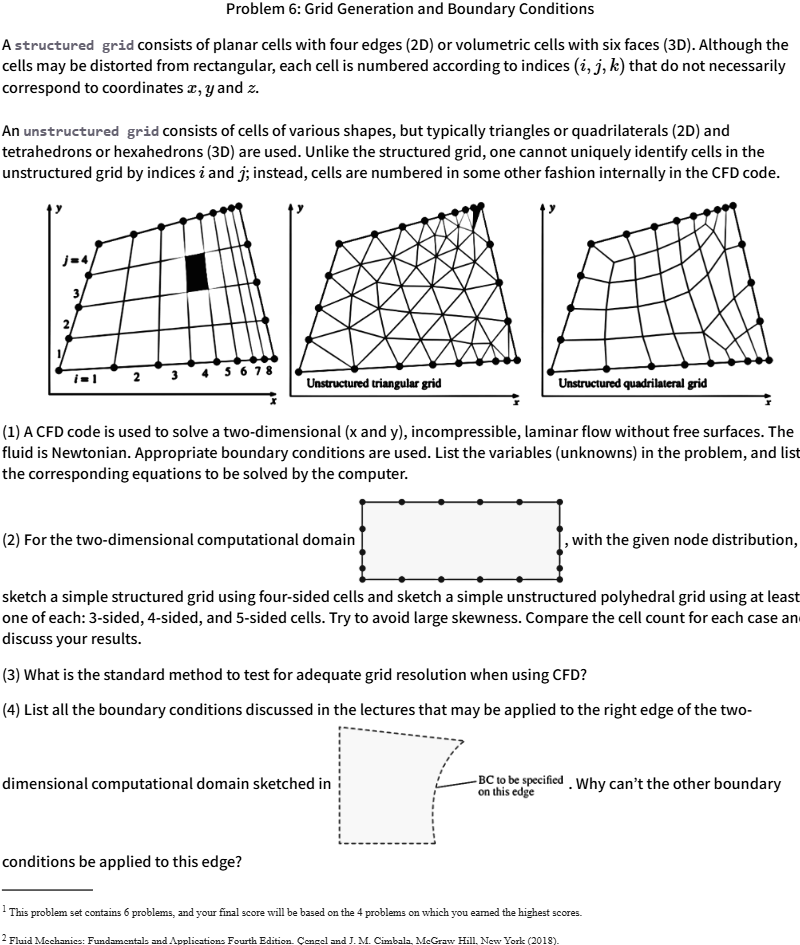 Problem 6: Grid Generation and Boundary Conditions
A structured grid consists of planar cells with four edges (2D) or volumetric cells with six faces (3D). Although the
cells may be distorted from rectangular, each cell is numbered according to indices (i, j, k) that do not necessarily
correspond to coordinates x, y and z.
An unstructured grid consists of cells of various shapes, but typically triangles or quadrilaterals (2D) and
tetrahedrons or hexahedrons (3D) are used. Unlike the structured grid, one cannot uniquely identify cells in the
unstructured grid by indices i and j; instead, cells are numbered in some other fashion internally in the CFD code.
y
j = 4
3
2
1
i = 1 2 3 4 5 6 7 8
x
y
Unstructured triangular grid
x
y
Unstructured quadrilateral grid
x
(1) A CFD code is used to solve a two-dimensional (x and y), incompressible, laminar flow without free surfaces. The
fluid is Newtonian. Appropriate boundary conditions are used. List the variables (unknowns) in the problem, and list
the corresponding equations to be solved by the computer.
(2) For the two-dimensional computational domain , with the given node distribution,
sketch a simple structured grid using four-sided cells and sketch a simple unstructured polyhedral grid using at least
one of each: 3-sided, 4-sided, and 5-sided cells. Try to avoid large skewness. Compare the cell count for each case an
discuss your results.
(3) What is the standard method to test for adequate grid resolution when using CFD?
(4) List all the boundary conditions discussed in the lectures that may be applied to the right edge of the two-
dimensional computational domain sketched in BC to be specified . Why can't the other boundary
on this edge
conditions be applied to this edge?
1 This problem set contains 6 problems, and your final score will be based on the 4 problems on which you earned the highest scores.
2 Fluid Mechanics: Fundamentals and Applications Fourth Edition, Çengel and J. M. Cimbala, McGraw Hill, New York (2018).